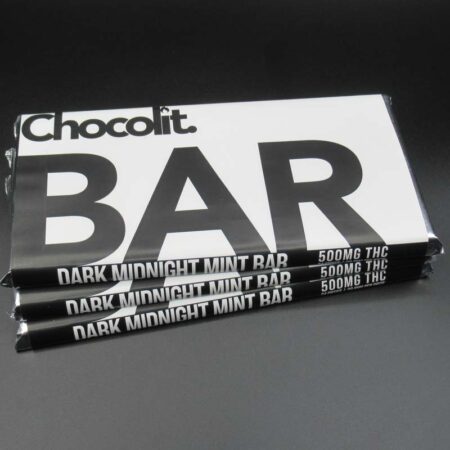 Chocolit.
BAR
DARK MIDNIGHT MINT BAR 500MG THC
DARK MIDNIGHT MINT BAR 500MG THC
DARK MIDNIGHT MINT BAR 500MG THC